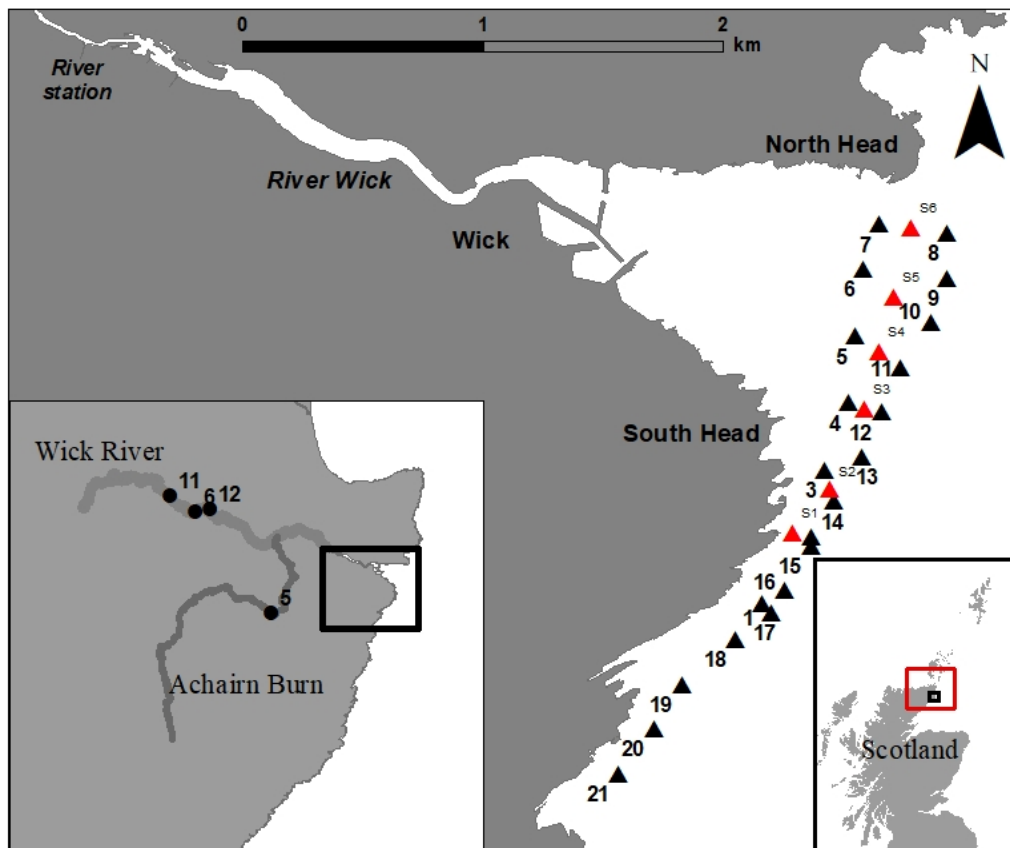 0 1 2
km
River
station
N
North Head
River Wick
S6
Wick
7
8
S5
6
9
10
S4
5
11
S3
4
12
South Head
13
S2
3
14
S1
15
16
1
17
18
19
20
21
Wick River
11
6
12
5
Achairn Burn
Scotland